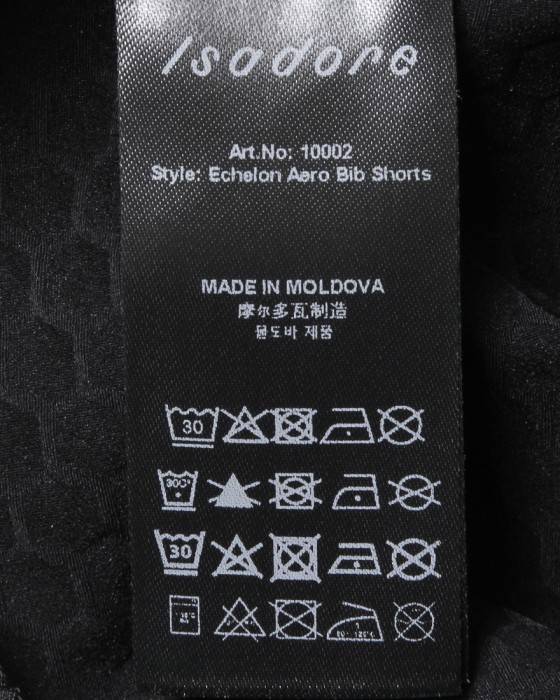 Isadore
Art.No: 10002
Style: Echelon Aero Bib Shorts
MADE IN MOLDOVA
摩尔多瓦制造
몰도바 제품
30
30